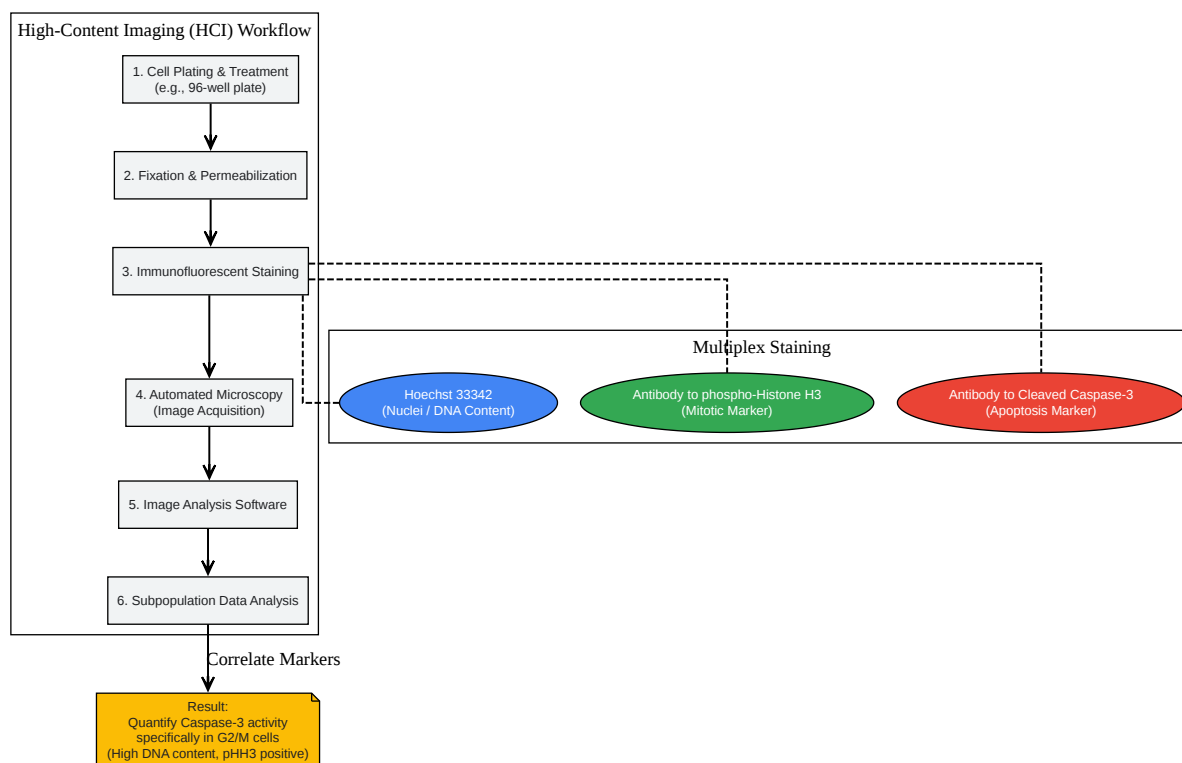 High-Content Imaging (HCI) Workflow
1. Cell Plating & Treatment
(e.g., 96-well plate)
2. Fixation & Permeabilization
3. Immunofluorescent Staining
Multiplex Staining
Hoechst 33342
(Nuclei / DNA Content)
Antibody to phospho-Histone H3
(Mitotic Marker)
Antibody to Cleaved Caspase-3
(Apoptosis Marker)
4. Automated Microscopy
(Image Acquisition)
5. Image Analysis Software
6. Subpopulation Data Analysis
Correlate Markers
Result:
Quantify Caspase-3 activity
specifically in G2/M cells
(High DNA content, pHH3 positive)